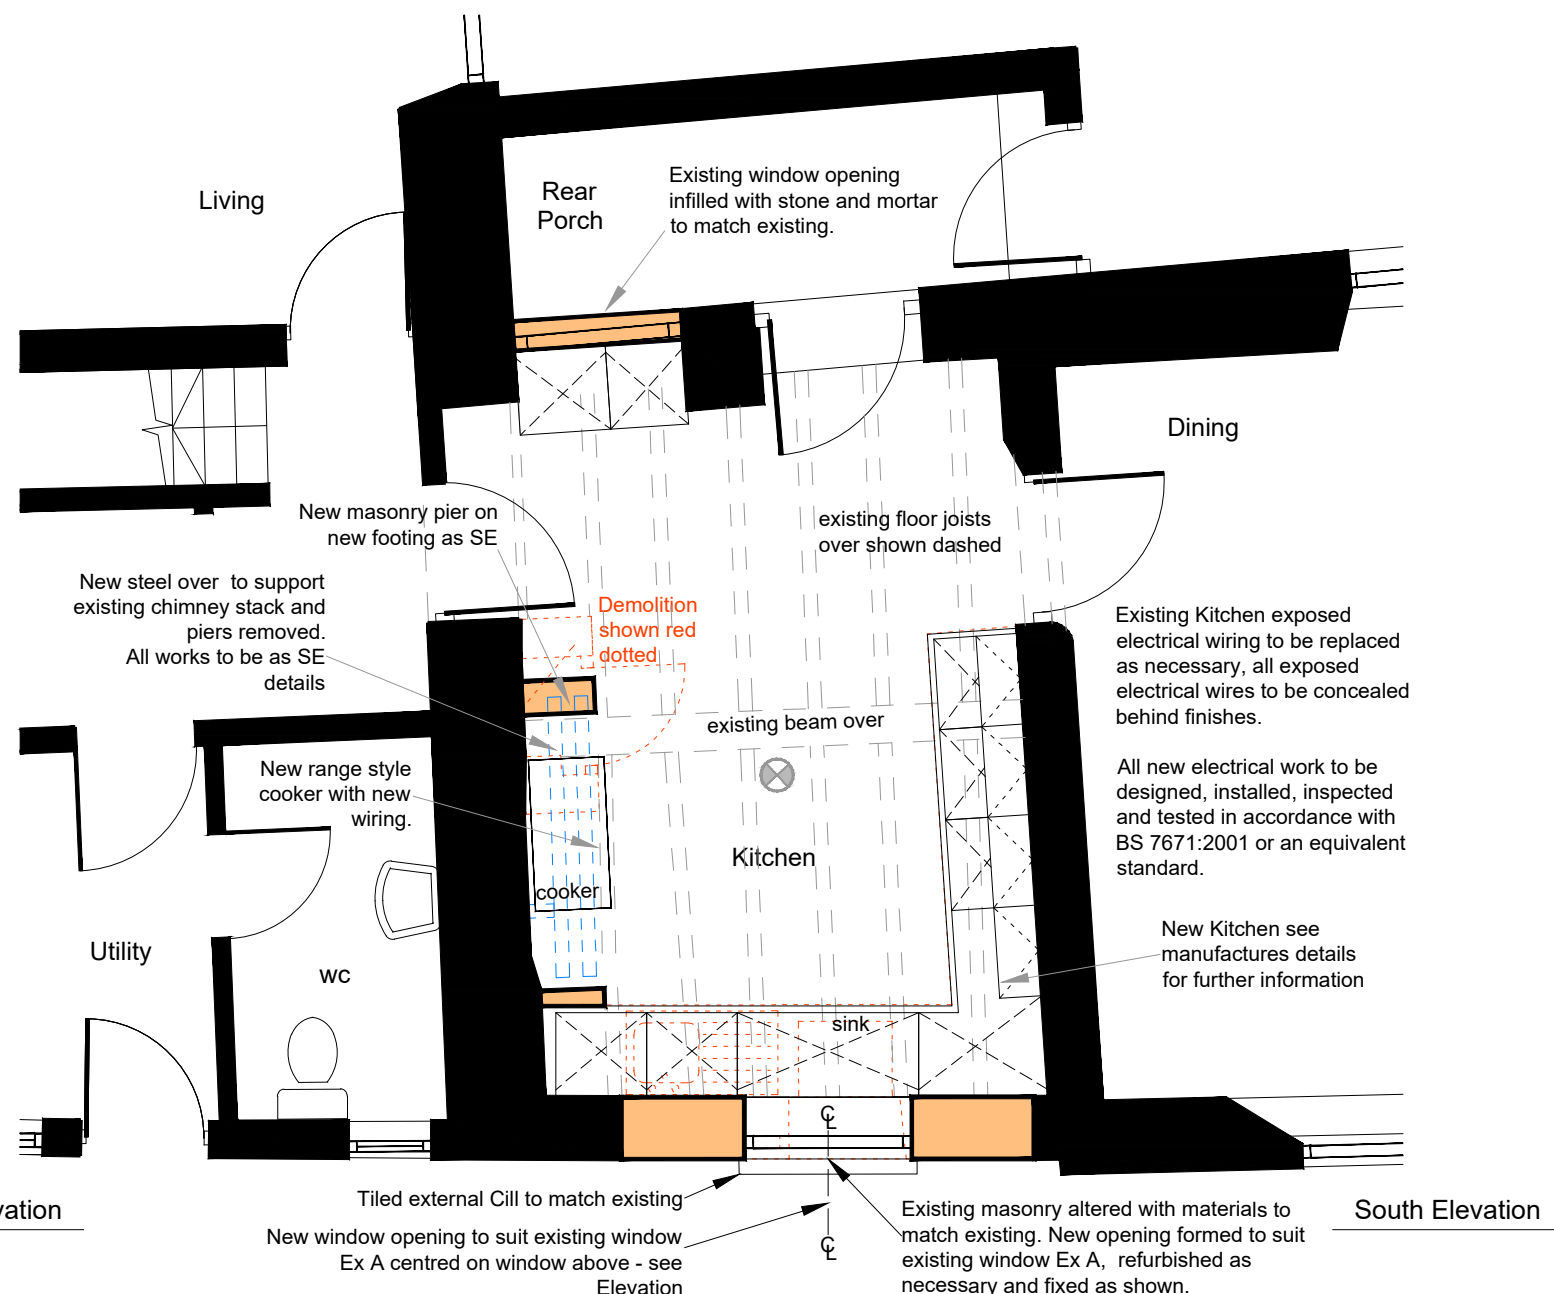 Living
Rear
Porch
Existing window opening
infilled with stone and mortar
to match existing.
Dining
New masonry pier on
new footing as SE
existing floor joists
over shown dashed
New steel over to support
existing chimney stack and
piers removed.
All works to be as SE
details
Demolition
shown red
dotted
Existing Kitchen exposed
electrical wiring to be replaced
as necessary, all exposed
electrical wires to be concealed
behind finishes.
existing beam over
New range style
cooker with new
wiring.
All new electrical work to be
designed, installed, inspected
and tested in accordance with
BS 7671:2001 or an equivalent
standard.
Kitchen
cooker
Utility
wc
New Kitchen see
manufactures details
for further information
sink
℄
Tiled external Cill to match existing
New window opening to suit existing window
Ex A centred on window above - see
Elevation
℄
Existing masonry altered with materials to
match existing. New opening formed to suit
existing window Ex A, refurbished as
necessary and fixed as shown.
vation
South Elevation